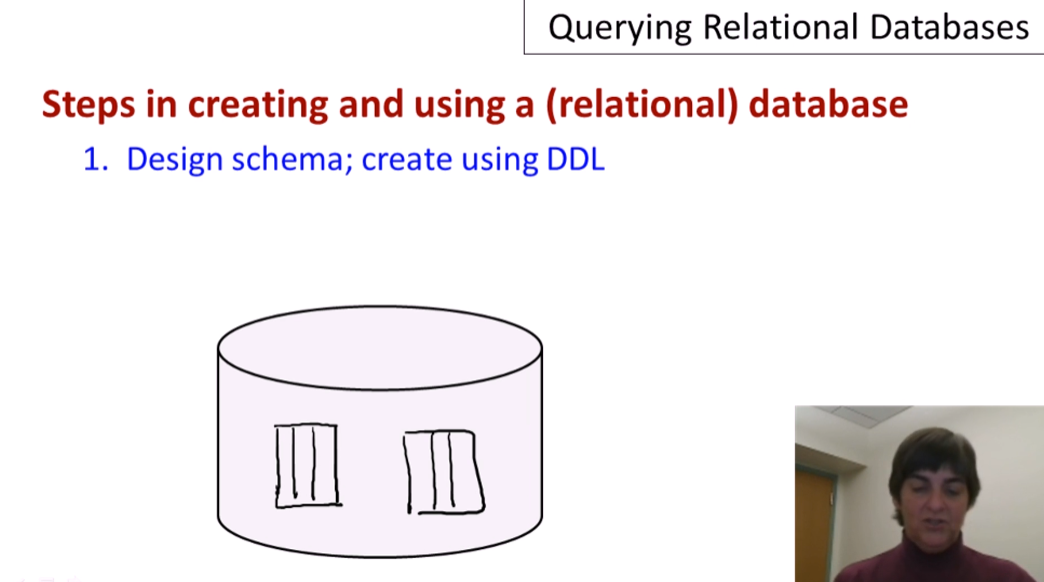 Querying Relational Databases
Steps in creating and using a (relational) database
1. Design schema; create using DDL